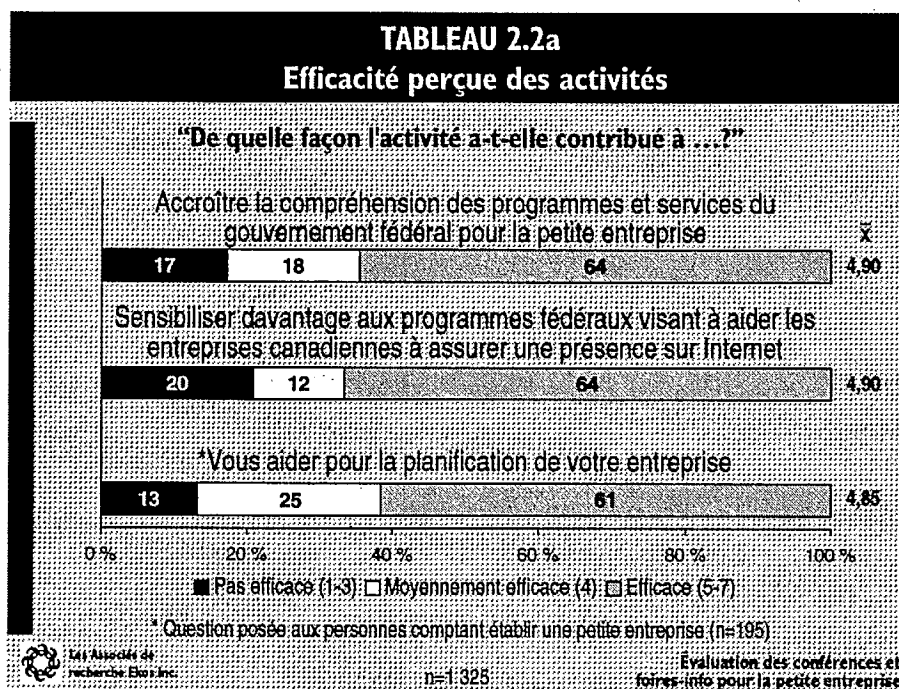 TABLEAU 2.2a
Efficacité perçue des activités
"De quelle façon l'activité a-t-elle contribué à ...?"
Accroître la compréhension des programmes et services du
gouvernement fédéral pour la petite entreprise
x̄
17 18 64 4,90
Sensibiliser davantage aux programmes fédéraux visant à aider les
entreprises canadiennes à assurer une présence sur Internet
20 12 64 4,90
*Vous aider pour la planification de votre entreprise
13 25 61 4,85
0 % 20 % 40 % 60 % 80 % 100 %
Pas efficace (1-3) Moyennement efficace (4) Efficace (5-7)
* Question posée aux personnes comptant établir une petite entreprise (n=195)
Les Associés de
recherche Ekos Inc.
n=1 325
Évaluation des conférences et
foires-info pour la petite entreprise